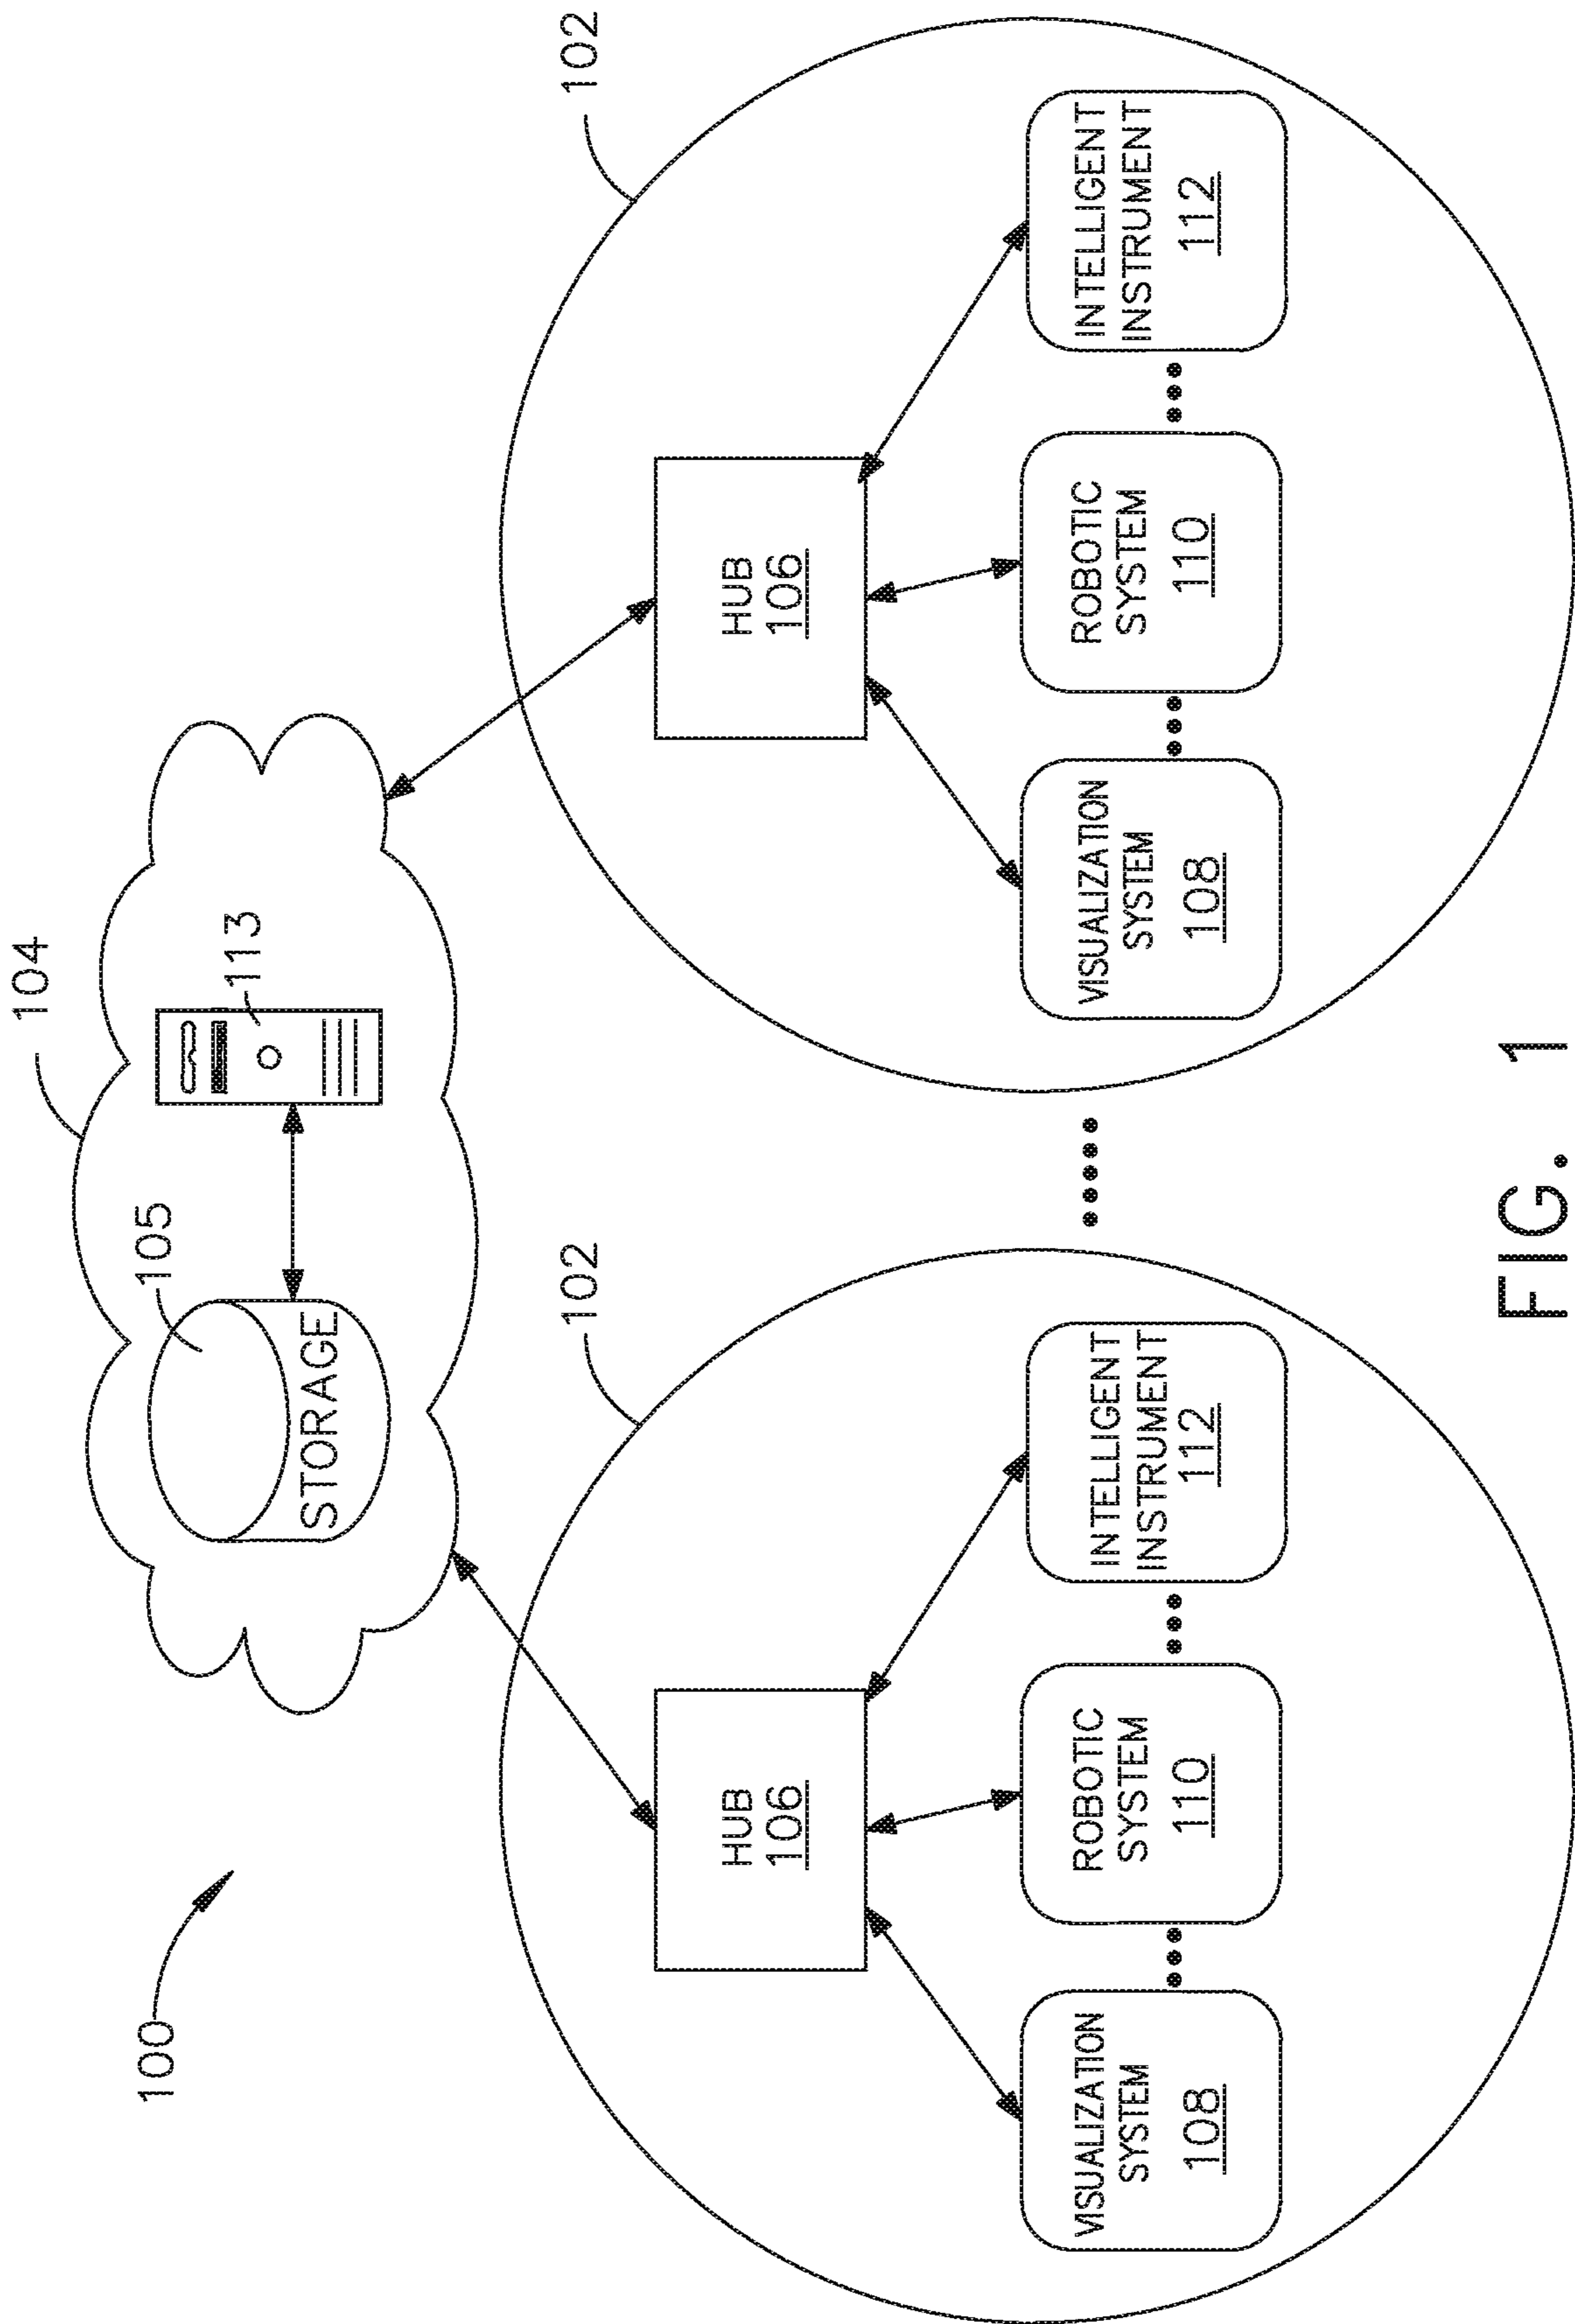 100
104
105
STORAGE
113
102
HUB
106
VISUALIZATION
SYSTEM
108
ROBOTIC
SYSTEM
110
INTELLIGENT
INSTRUMENT
112
102
HUB
106
VISUALIZATION
SYSTEM
108
ROBOTIC
SYSTEM
110
INTELLIGENT
INSTRUMENT
112
FIG. 1